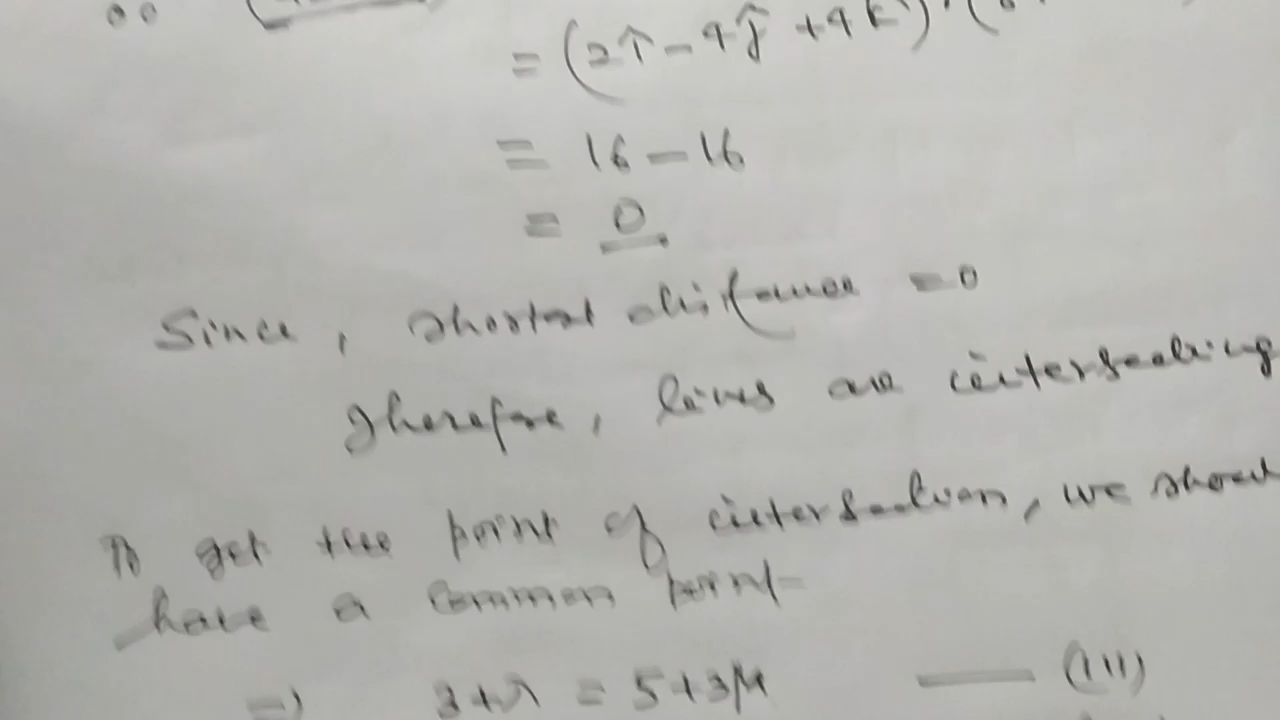 = (2î - 4ĵ + 4k̂) . (
= 16 - 16
= 0
Since, shortest distance = 0
Therefore, lines are intersecting
To get the point of intersection, we should
have a common point-
⇒ 3+λ = 5+3μ —— (III)